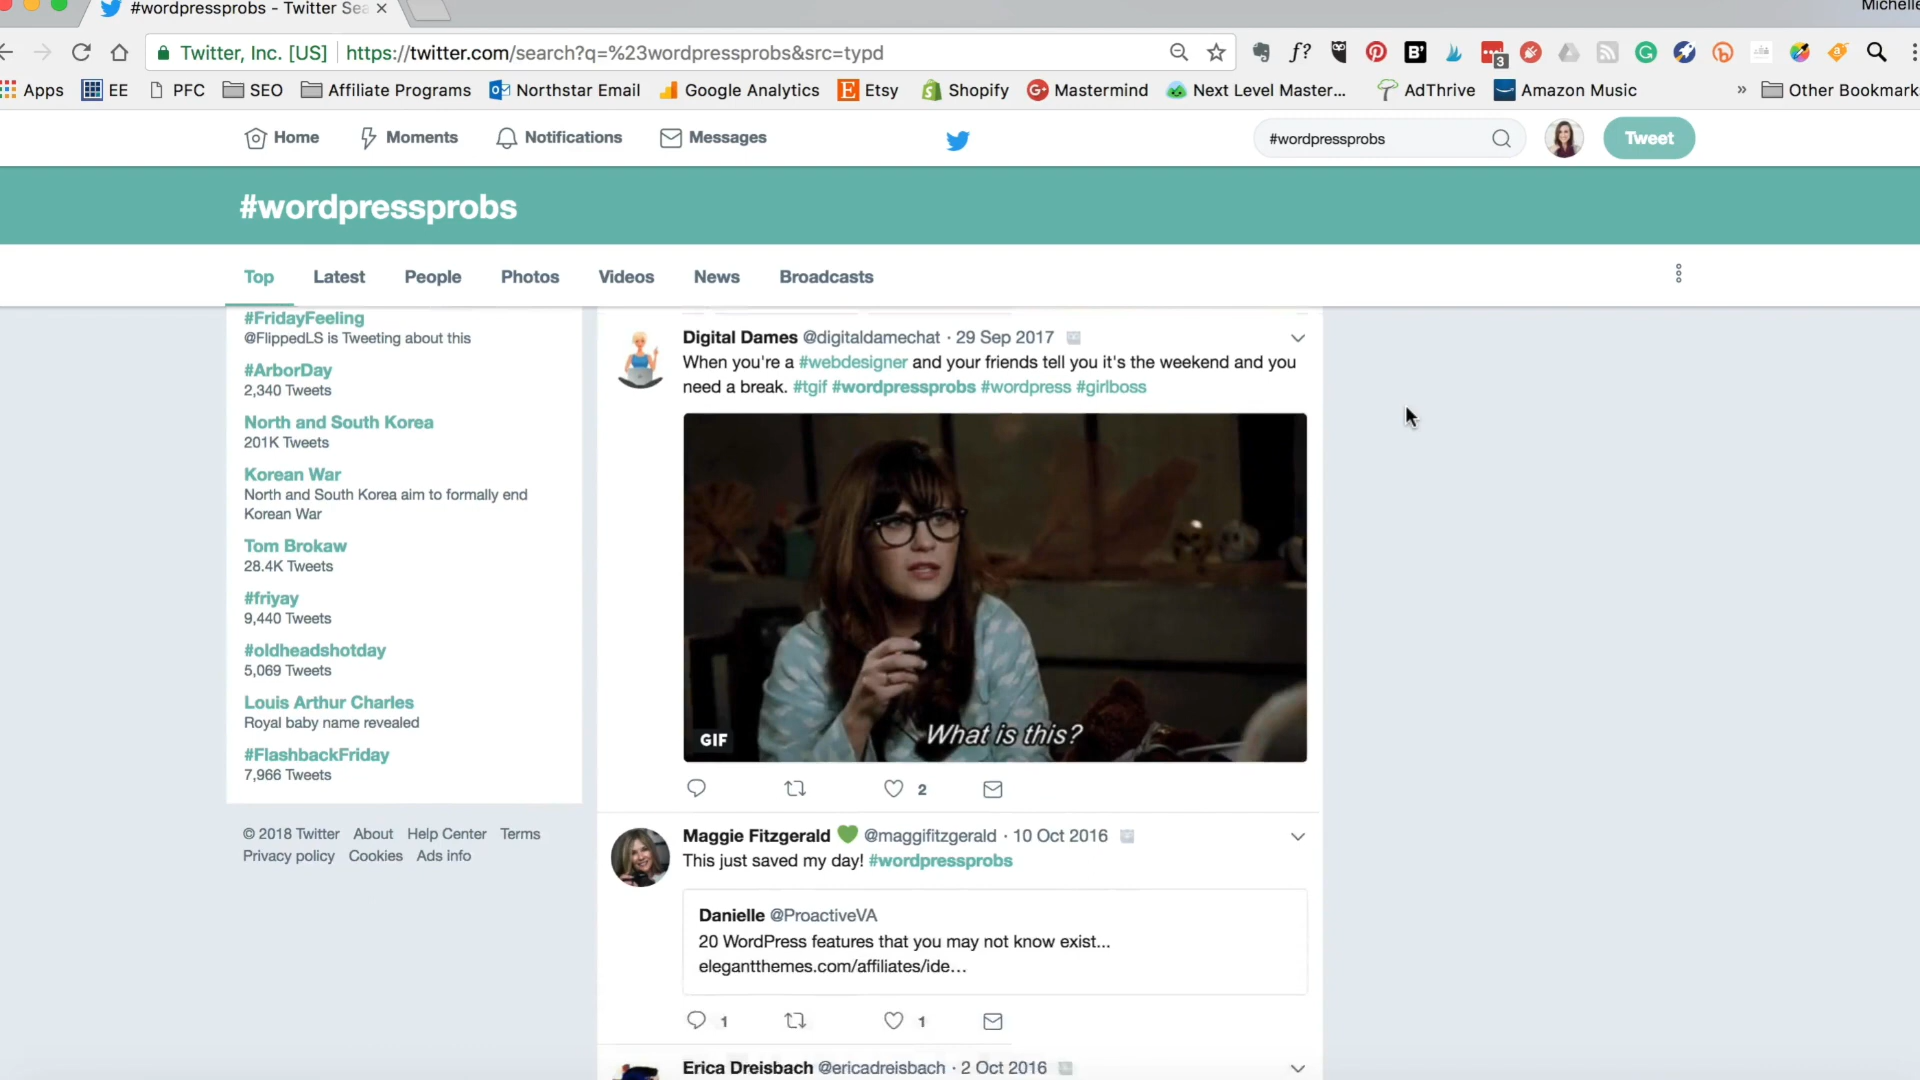 Michelle
#wordpressprobs - Twitter Sea
Twitter, Inc. [US] https://twitter.com/search?q=%23wordpressprobs&src=typd
f?
B'
3
Apps EE PFC SEO Affiliate Programs Northstar Email Google Analytics Etsy Shopify Mastermind Next Level Master... AdThrive Amazon Music » Other Bookmark
Home Moments Notifications Messages #wordpressprobs Tweet
#wordpressprobs
Top Latest People Photos Videos News Broadcasts
#FridayFeeling
@FlippedLS is Tweeting about this
#ArborDay
2,340 Tweets
North and South Korea
201K Tweets
Korean War
North and South Korea aim to formally end
Korean War
Tom Brokaw
28.4K Tweets
#friyay
9,440 Tweets
#oldheadshotday
5,069 Tweets
Louis Arthur Charles
Royal baby name revealed
#FlashbackFriday
7,966 Tweets
© 2018 Twitter About Help Center Terms
Privacy policy Cookies Ads info
Digital Dames @digitaldamechat · 29 Sep 2017
When you're a #webdesigner and your friends tell you it's the weekend and you
need a break. #tgif #wordpressprobs #wordpress #girlboss
What is this?
GIF
2
Maggie Fitzgerald @maggifitzgerald · 10 Oct 2016
This just saved my day! #wordpressprobs
Danielle @ProactiveVA
20 WordPress features that you may not know exist...
elegantthemes.com/affiliates/ide...
1 1
Erica Dreisbach @ericadreisbach · 2 Oct 2016